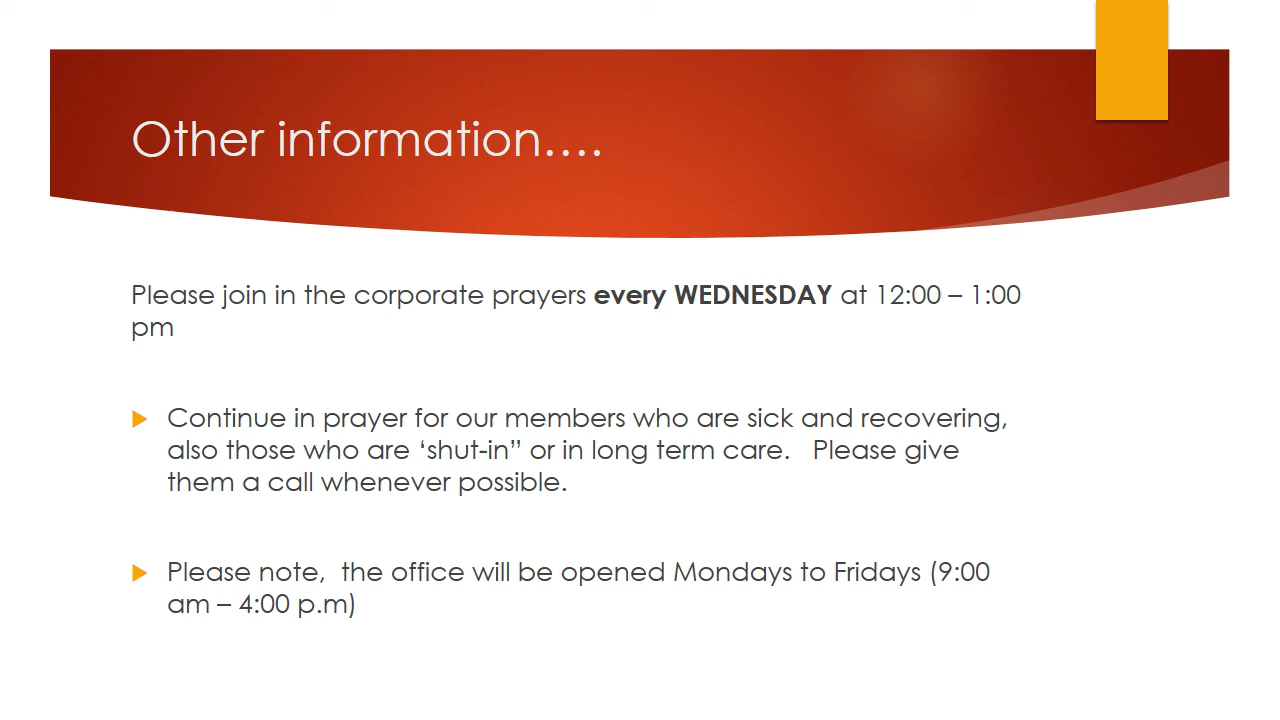 Other information….
Please join in the corporate prayers every WEDNESDAY at 12:00 – 1:00
pm
Continue in prayer for our members who are sick and recovering,
also those who are ‘shut-in” or in long term care.   Please give
them a call whenever possible.
Please note,  the office will be opened Mondays to Fridays (9:00
am – 4:00 p.m)